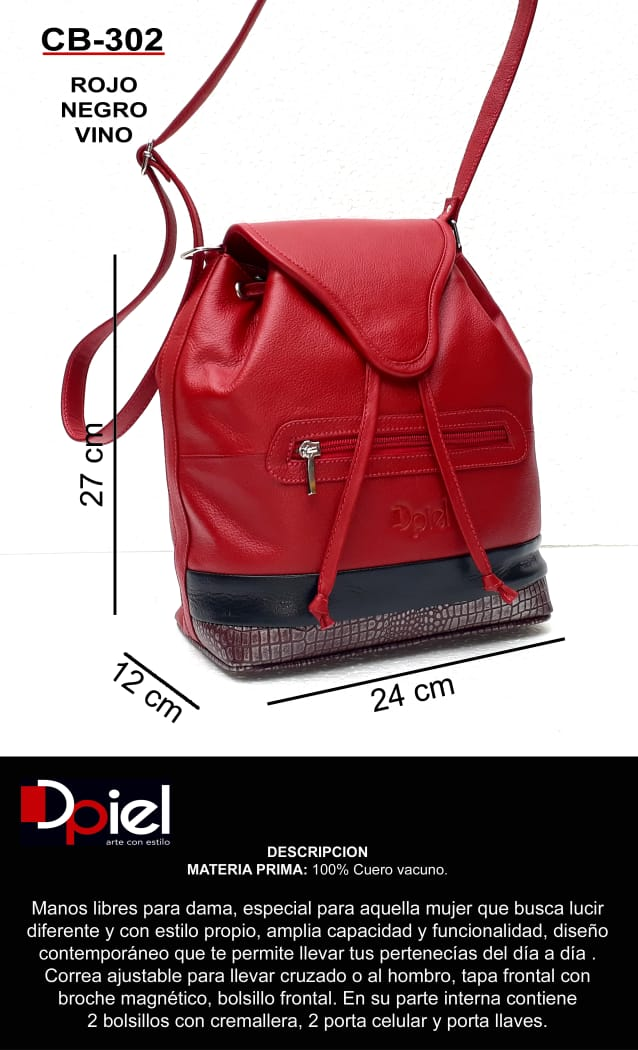 CB-302
ROJO
NEGRO
VINO
27 cm
Dpiel
12 cm
24 cm
Dpiel
arte con estilo
DESCRIPCION
MATERIA PRIMA: 100% Cuero vacuno.
Manos libres para dama, especial para aquella mujer que busca lucir
diferente y con estilo propio, amplia capacidad y funcionalidad, diseño
contemporáneo que te permite llevar tus pertenecías del día a día .
Correa ajustable para llevar cruzado o al hombro, tapa frontal con
broche magnético, bolsillo frontal. En su parte interna contiene
2 bolsillos con cremallera, 2 porta celular y porta llaves.